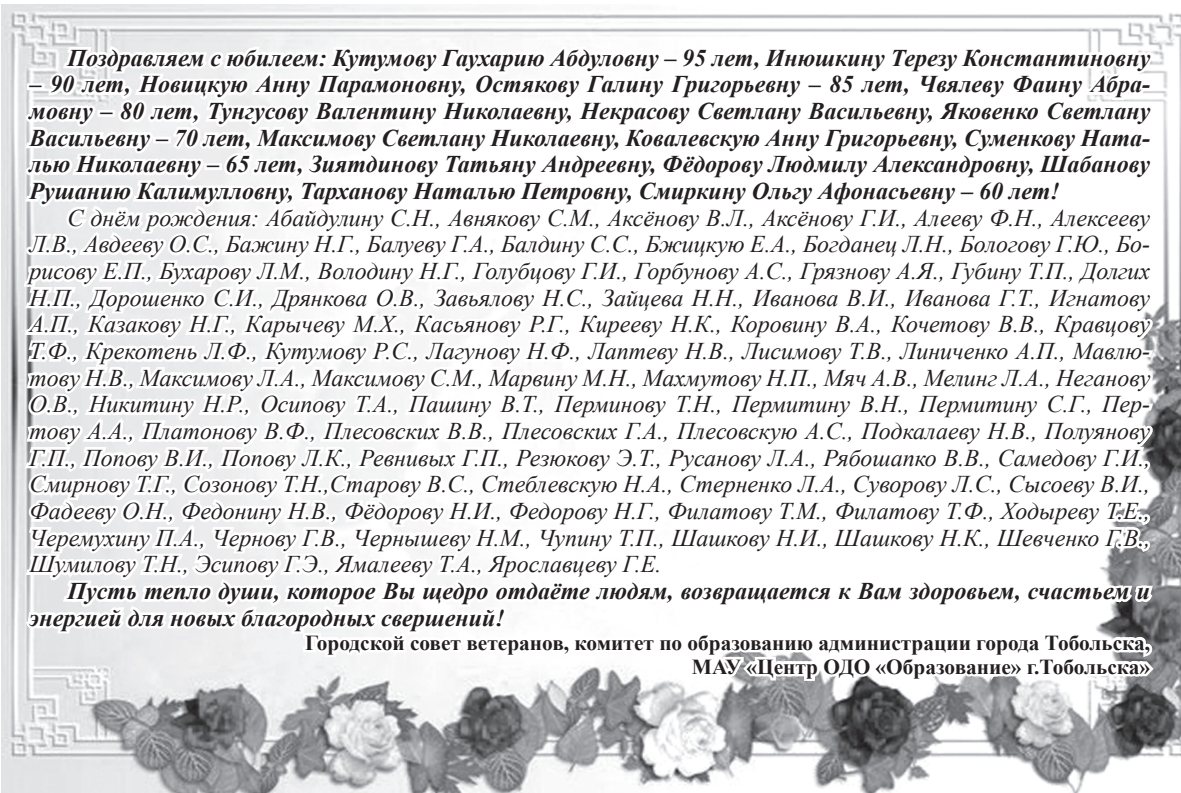 Поздравляем с юбилеем: Кутумову Гаухарию Абдуловну – 95 лет, Инюшкину Терезу Константиновну
– 90 лет, Новицкую Анну Парамоновну, Остякову Галину Григорьевну – 85 лет, Чвялеву Фаину Абра-
мовну – 80 лет, Тунгусову Валентину Николаевну, Некрасову Светлану Васильевну, Яковенко Светлану
Васильевну – 70 лет, Максимову Светлану Николаевну, Ковалевскую Анну Григорьевну, Суменкову Ната-
лью Николаевну – 65 лет, Зиятдинову Татьяну Андреевну, Фёдорову Людмилу Александровну, Шабанову
Рушанию Калимулловну, Тарханову Наталью Петровну, Смиркину Ольгу Афонасьевну – 60 лет!
С днём рождения: Абайдулину С.Н., Авнякову С.М., Аксёнову В.Л., Аксёнову Г.И., Алееву Ф.Н., Алексееву
Л.В., Авдееву О.С., Бажину Н.Г., Балуеву Г.А., Балдину С.С., Бжицкую Е.А., Богданец Л.Н., Бологову Г.Ю., Бо-
рисову Е.П., Бухарову Л.М., Володину Н.Г., Голубцову Г.И., Горбунову А.С., Грязнову А.Я., Губину Т.П., Долгих
Н.П., Дорошенко С.И., Дрянкова О.В., Завьялову Н.С., Зайцева Н.Н., Иванова В.И., Иванова Г.Т., Игнатову
А.П., Казакову Н.Г., Карычеву М.Х., Касьянову Р.Г., Кирееву Н.К., Коровину В.А., Кочетову В.В., Кравцову
Т.Ф., Крекотень Л.Ф., Кутумову Р.С., Лагунову Н.Ф., Лаптеву Н.В., Лисимову Т.В., Линиченко А.П., Мавлю-
тову Н.В., Максимову Л.А., Максимову С.М., Марвину М.Н., Махмутову Н.П., Мяч А.В., Мелинг Л.А., Неганову
О.В., Никитину Н.Р., Осипову Т.А., Пашину В.Т., Перминову Т.Н., Пермитину В.Н., Пермитину С.Г., Пер-
тову А.А., Платонову В.Ф., Плесовских В.В., Плесовских Г.А., Плесовскую А.С., Подкалаеву Н.В., Полуянову
Г.П., Попову В.И., Попову Л.К., Ревнивых Г.П., Резюкову Э.Т., Русанову Л.А., Рябошапко В.В., Самедову Г.И.,
Смирнову Т.Г., Созонову Т.Н.,Старову В.С., Стеблевскую Н.А., Стерненко Л.А., Суворову Л.С., Сысоеву В.И.,
Фадееву О.Н., Федонину Н.В., Фёдорову Н.И., Федорову Н.Г., Филатову Т.М., Филатову Т.Ф., Ходыреву Т.Е.,
Черемухину П.А., Чернову Г.В., Чернышеву Н.М., Чупину Т.П., Шашкову Н.И., Шашкову Н.К., Шевченко Г.В.,
Шумилову Т.Н., Эсипову Г.Э., Ямалееву Т.А., Ярославцеву Г.Е.
Пусть тепло души, которое Вы щедро отдаёте людям, возвращается к Вам здоровьем, счастьем и
энергией для новых благородных свершений!
Городской совет ветеранов, комитет по образованию администрации города Тобольска,
МАУ «Центр ОДО «Образование» г.Тобольска»